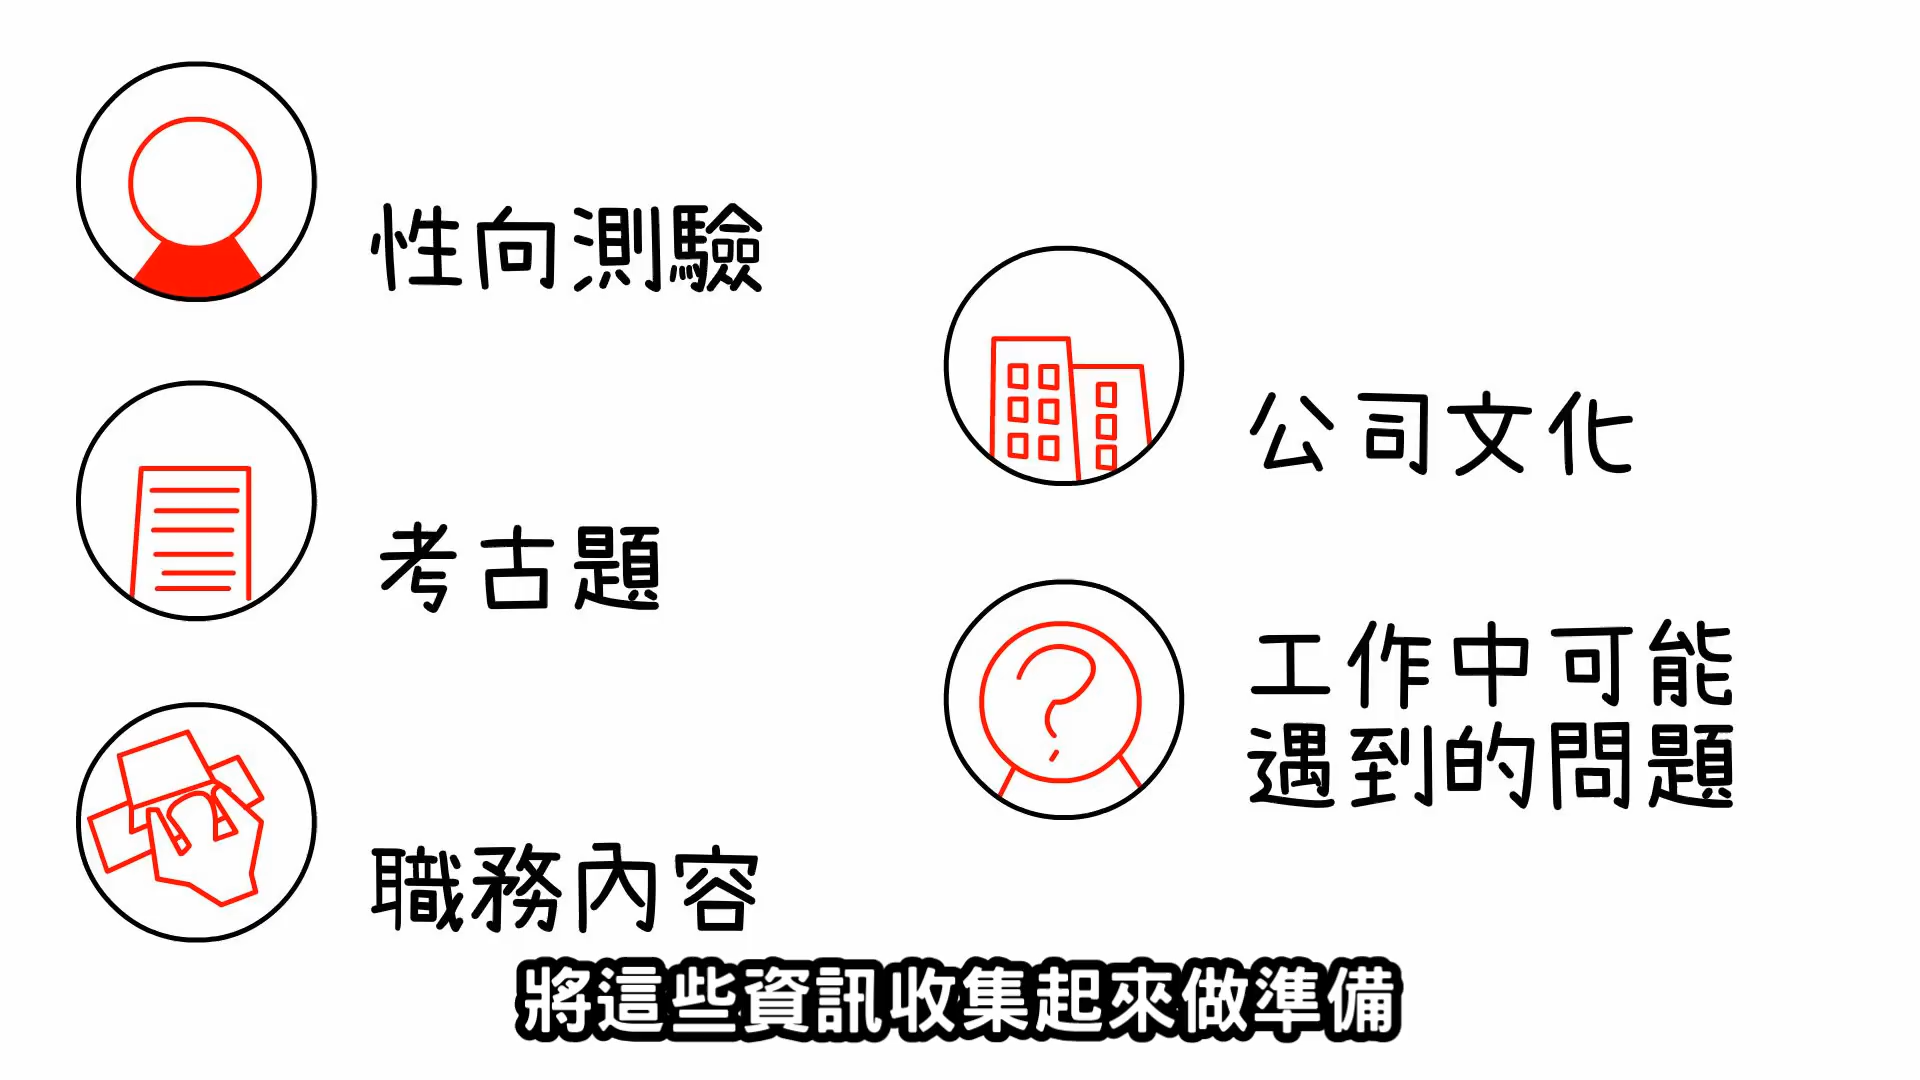 性向測驗
考古題
職務內容
公司文化
工作中可能
遇到的問題
將這些資訊收集起來做準備